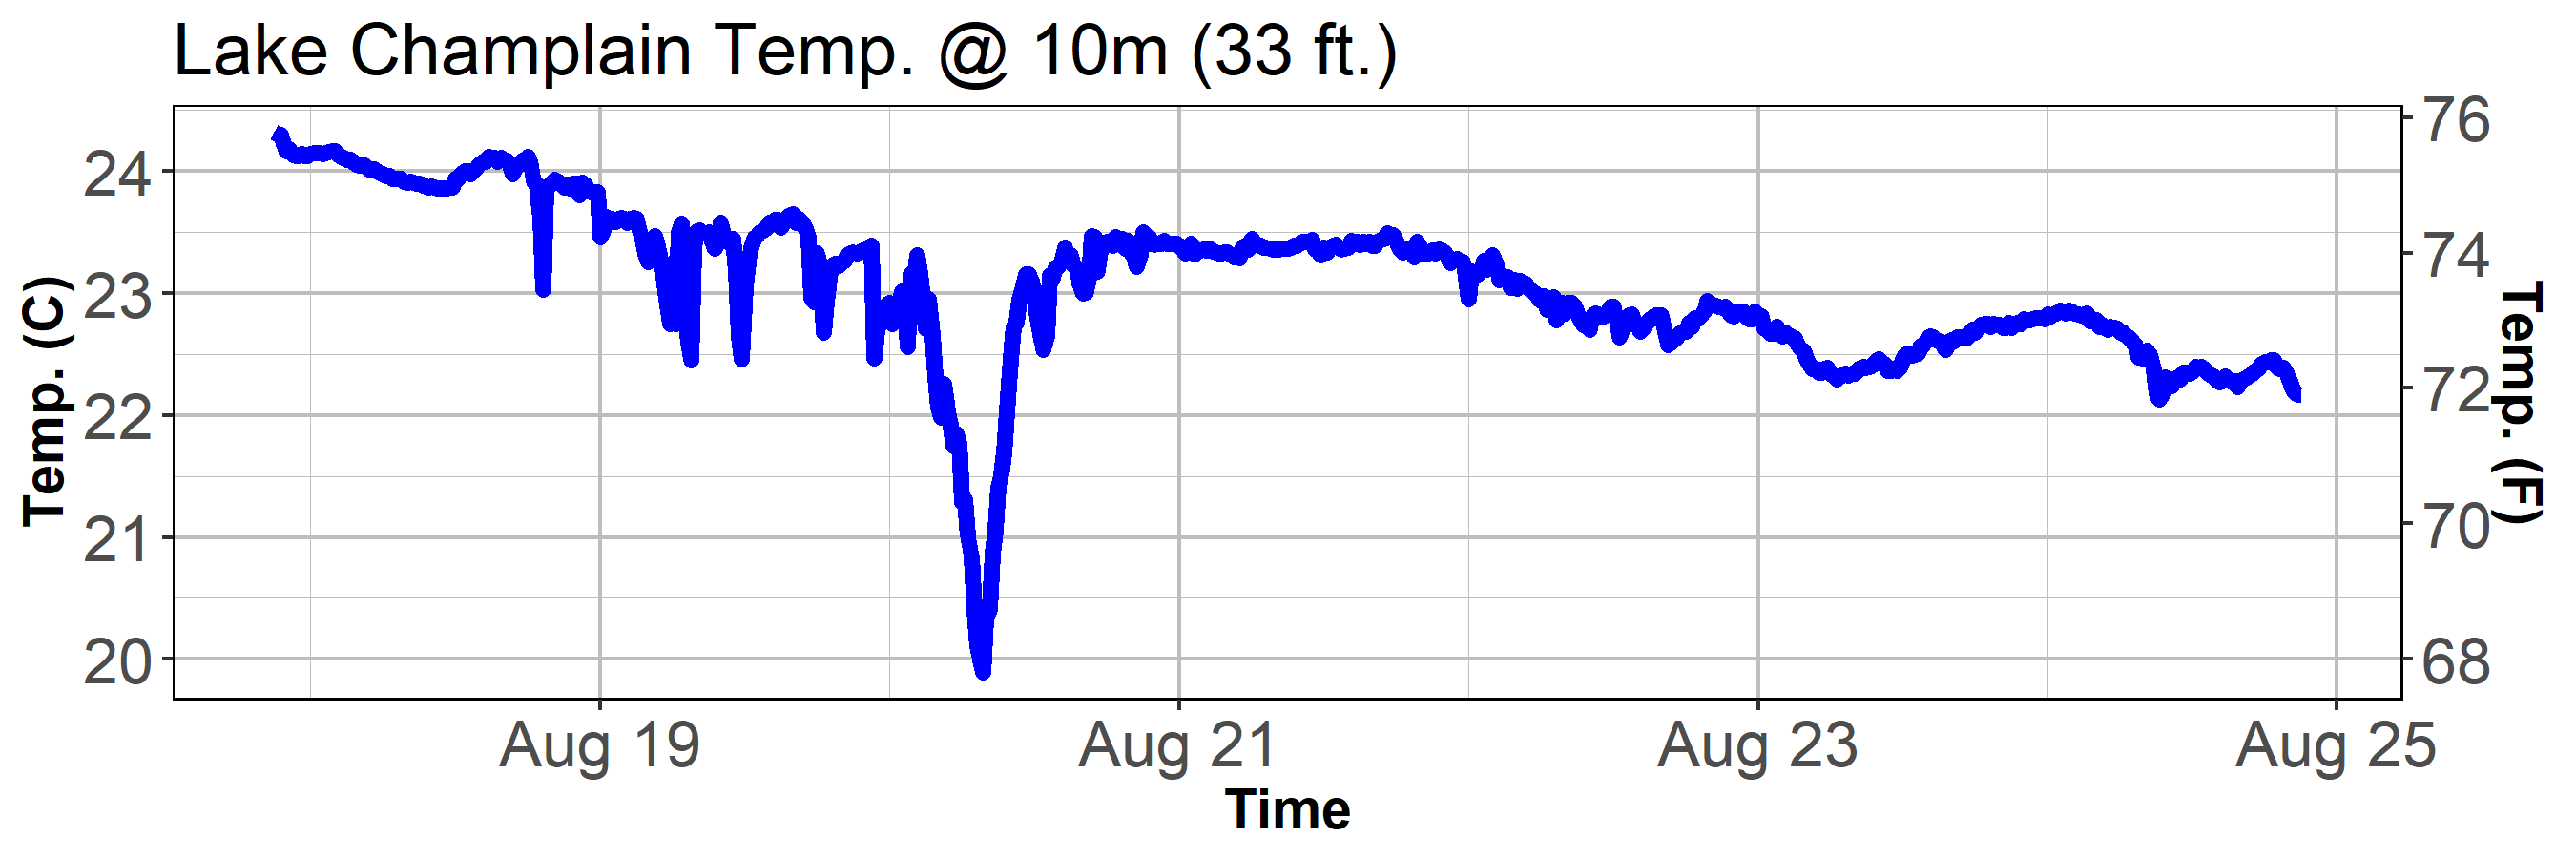 Lake Champlain Temp. @ 10m (33 ft.)
Temp. (C)
24
23
22
21
20
76
74
72
70
68
Temp. (F)
Aug 19
Aug 21
Aug 23
Aug 25
Time